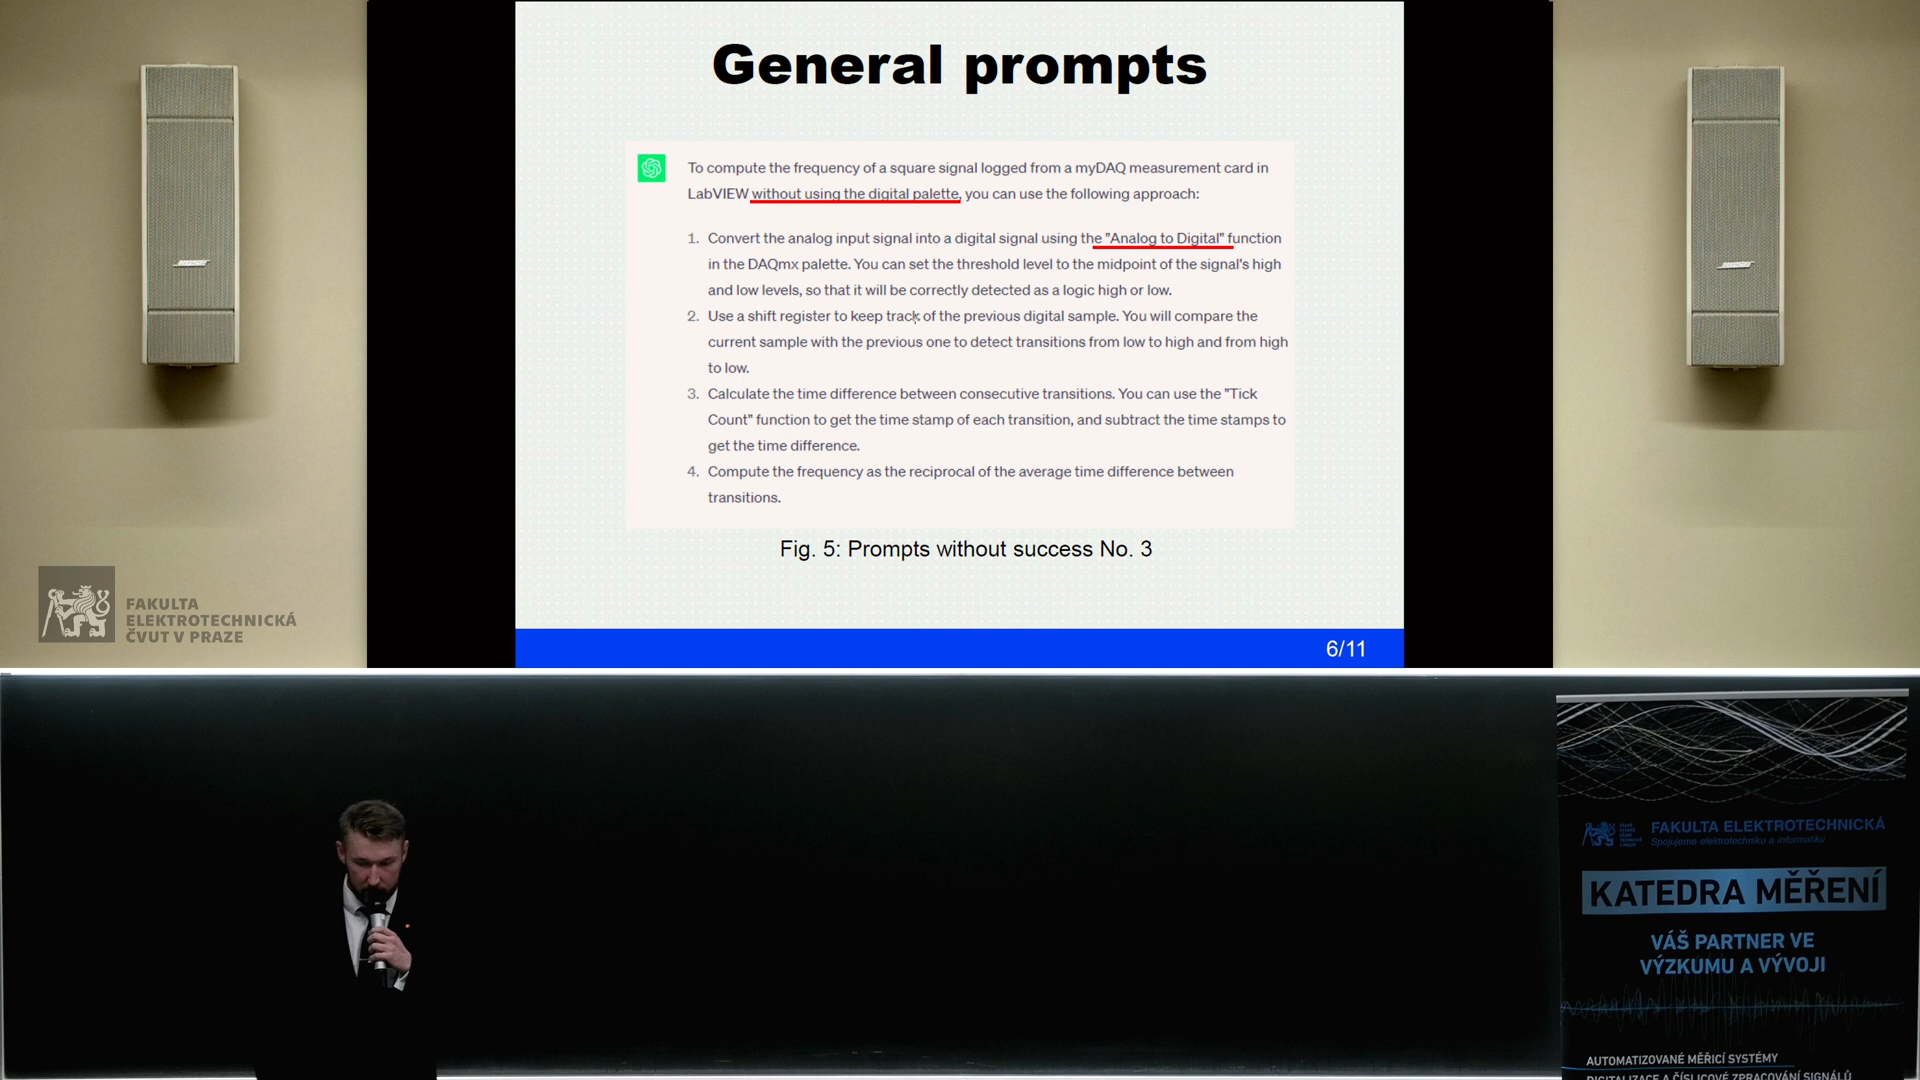 General prompts
To compute the frequency of a square signal logged from a myDAQ measurement card in
LabVIEW without using the digital palette, you can use the following approach:
1. Convert the analog input signal into a digital signal using the "Analog to Digital" function
in the DAQmx palette. You can set the threshold level to the midpoint of the signal's high
and low levels, so that it will be correctly detected as a logic high or low.
2. Use a shift register to keep track of the previous digital sample. You will compare the
current sample with the previous one to detect transitions from low to high and from high
to low.
3. Calculate the time difference between consecutive transitions. You can use the "Tick
Count" function to get the time stamp of each transition, and subtract the time stamps to
get the time difference.
4. Compute the frequency as the reciprocal of the average time difference between
transitions.
Fig. 5: Prompts without success No. 3
6/11
FAKULTA
ELEKTROTECHNICKÁ
ČVUT V PRAZE
FAKULTA ELEKTROTECHNICKÁ
Spojujeme elektrotechniku a informatiku
KATEDRA MĚŘENÍ
VÁŠ PARTNER VE
VÝZKUMU A VÝVOJI
AUTOMATIZOVANÉ MĚŘICÍ SYSTÉMY
DIGITALIZACE A ČÍSLICOVÉ ZPRACOVÁNÍ SIGNÁLŮ